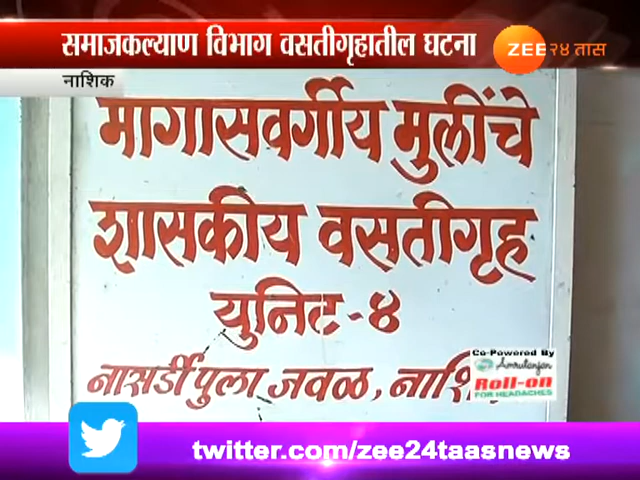 समाजकल्याण विभाग वसतीगृहातील घटना
ZEE २४ तास
नाशिक
मागासवर्गीय मुलींचे
शासकीय वसतीगृह
युनिट-४
नासर्डी पुला जवळ,
Co-Powered By
Amrutanjan
Roll-on
FOR HEADACHES
twitter.com/zee24taasnews